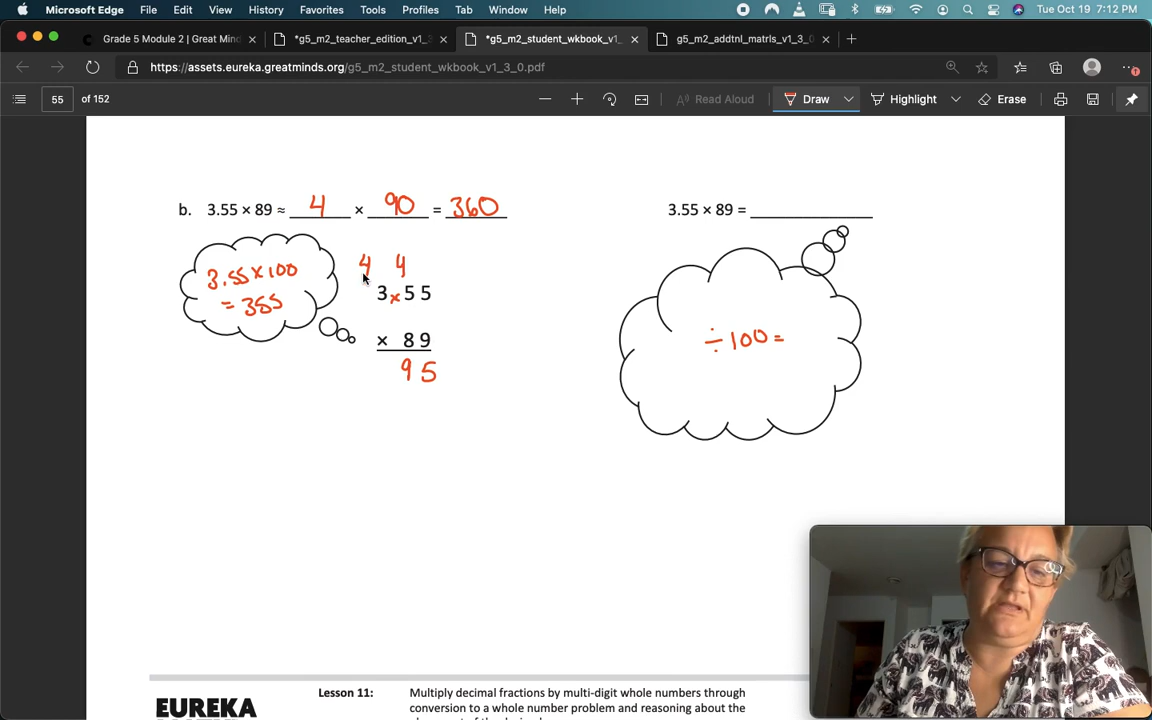 Microsoft Edge File Edit View History Favorites Tools Profiles Tab Window Help Tue Oct 19 7:12 PM
Grade 5 Module 2 | Great Mind × *g5_m2_teacher_edition_v1_3 × *g5_m2_student_wkbook_v1_ × g5_m2_addtnl_matrls_v1_3_0 × +
https://assets.eureka.greatminds.org/g5_m2_student_wkbook_v1_3_0.pdf
55 of 152 Read Aloud Draw Highlight Erase
b. 3.55 × 89 ≈ 4 × 90 = 360
3.55 × 89 = ____________
3.55 x 100
= 355
4 4
3 x 5 5
× 8 9
9 5
÷ 100 =
Lesson 11: Multiply decimal fractions by multi-digit whole numbers through
conversion to a whole number problem and reasoning about the
EUREKA